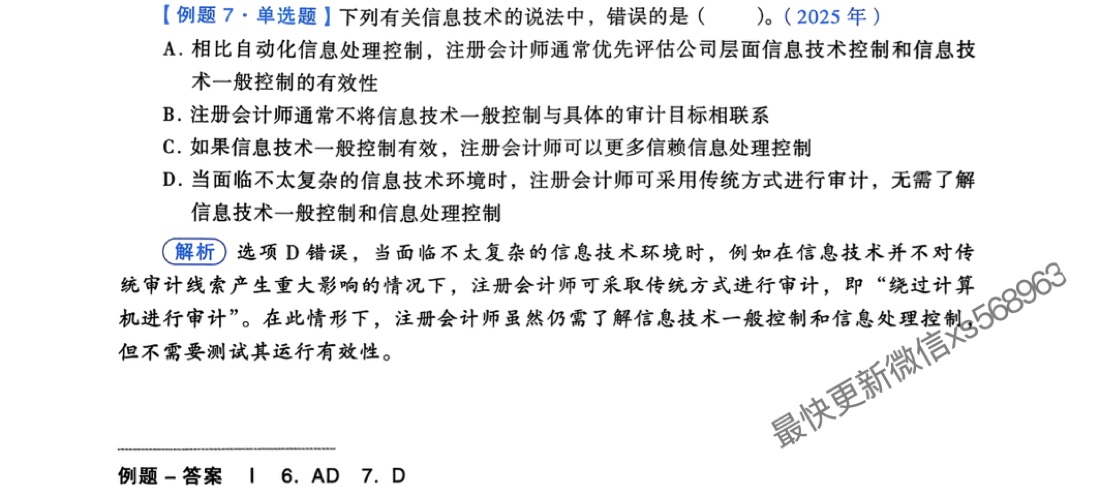 【例题7·单选题】下列有关信息技术的说法中，错误的是（　　）。（2025年）
A. 相比自动化信息处理控制，注册会计师通常优先评估公司层面信息技术控制和信息技
术一般控制的有效性
B. 注册会计师通常不将信息技术一般控制与具体的审计目标相联系
C. 如果信息技术一般控制有效，注册会计师可以更多信赖信息处理控制
D. 当面临不太复杂的信息技术环境时，注册会计师可采用传统方式进行审计，无需了解
信息技术一般控制和信息处理控制
解析 选项D错误，当面临不太复杂的信息技术环境时，例如在信息技术并不对传
统审计线索产生重大影响的情况下，注册会计师可采取传统方式进行审计，即“绕过计算
机进行审计”。在此情形下，注册会计师虽然仍需了解信息技术一般控制和信息处理控制，
但不需要测试其运行有效性。
最快更新微信xs568963
例题－答案 | 6. AD 7. D